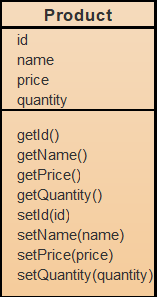 Product
id
name
price
quantity
getId()
getName()
getPrice()
getQuantity()
setId(id)
setName(name)
setPrice(price)
setQuantity(quantity)